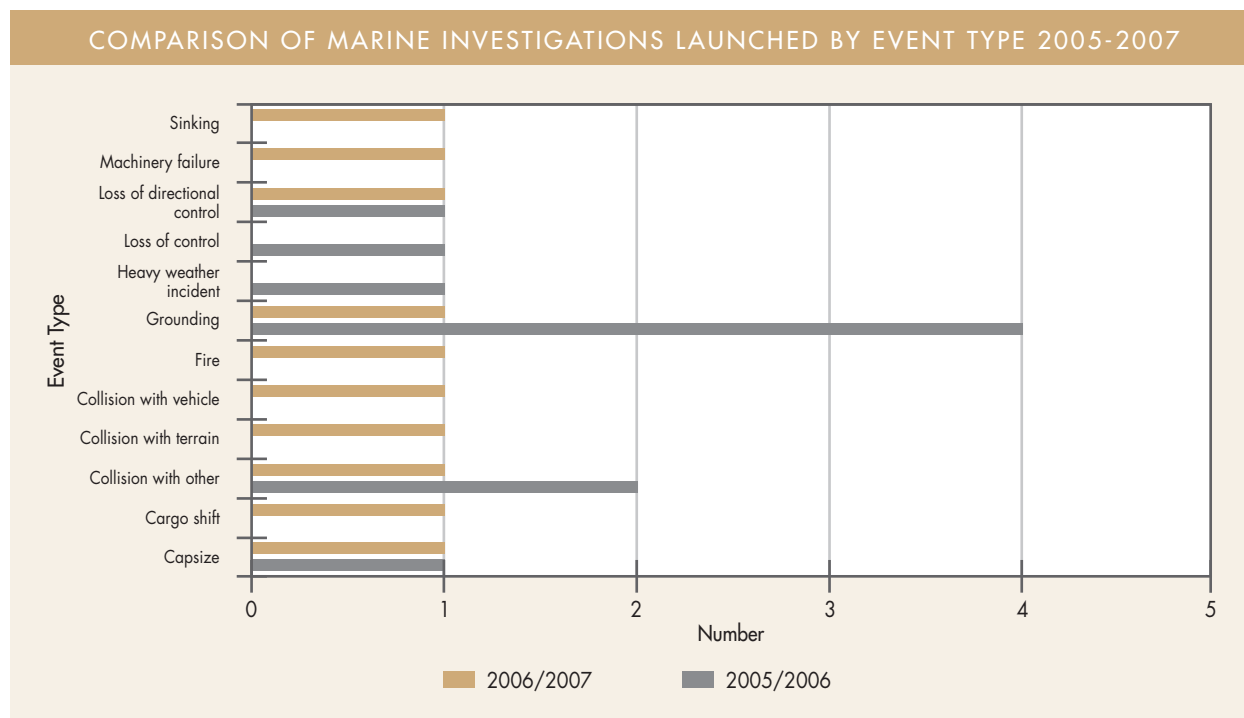 COMPARISON OF MARINE INVESTIGATIONS LAUNCHED BY EVENT TYPE 2005-2007
Sinking
Machinery failure
Loss of directional
control
Loss of control
Heavy weather
incident
Grounding
Fire
Collision with vehicle
Collision with terrain
Collision with other
Cargo shift
Capsize
Event Type
0 1 2 3 4 5
Number
2006/2007 2005/2006